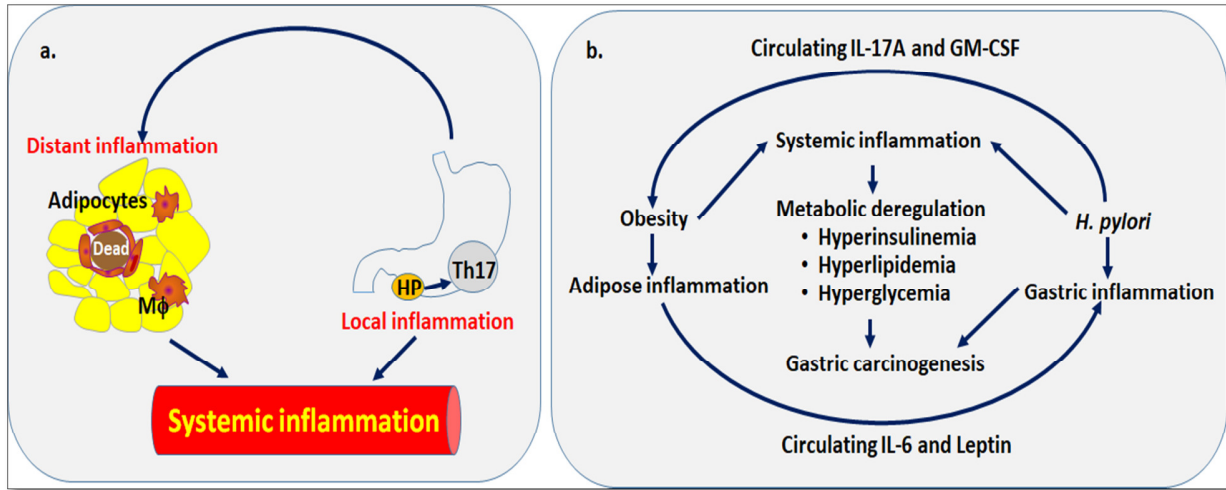 a.
Distant inflammation
Adipocytes
Dead
Mϕ
HP
Th17
Local inflammation
Systemic inflammation
b.
Circulating IL-17A and GM-CSF
Systemic inflammation
Obesity
Metabolic deregulation
• Hyperinsulinemia
• Hyperlipidemia
• Hyperglycemia
H. pylori
Adipose inflammation
Gastric inflammation
Gastric carcinogenesis
Circulating IL-6 and Leptin